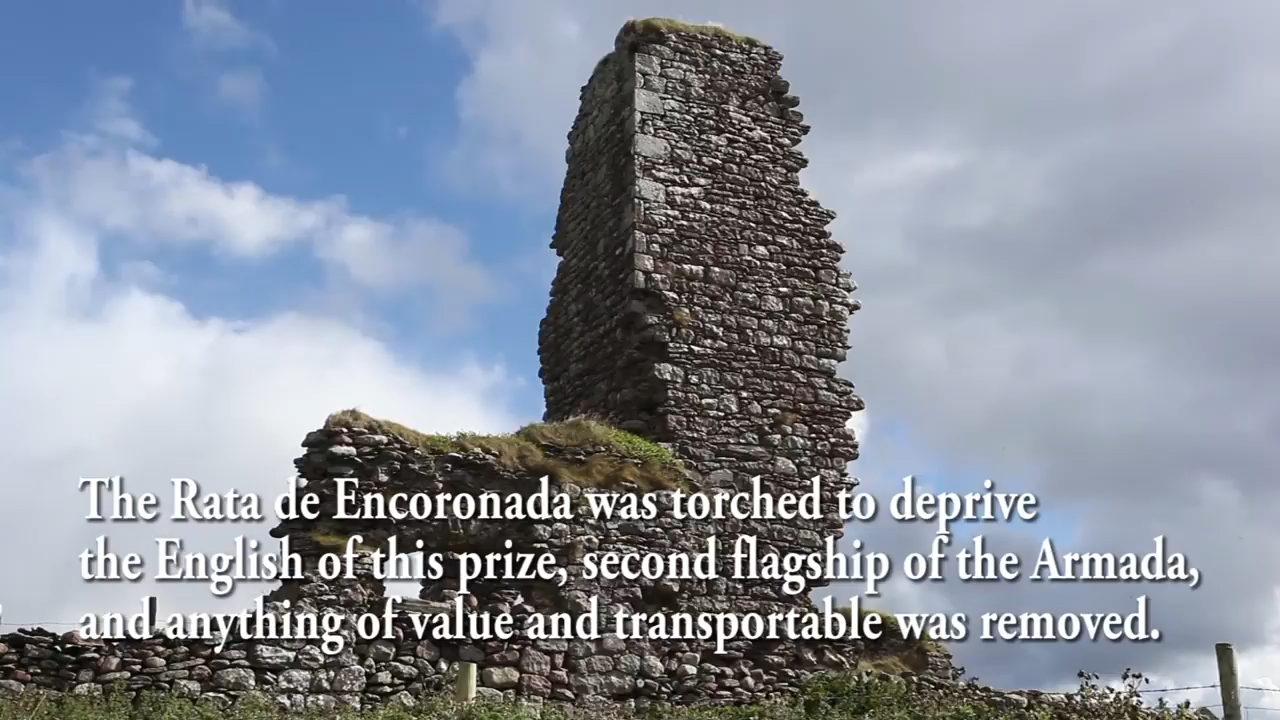 The Rata de Encoronada was torched to deprive
the English of this prize, second flagship of the Armada,
and anything of value and transportable was removed.